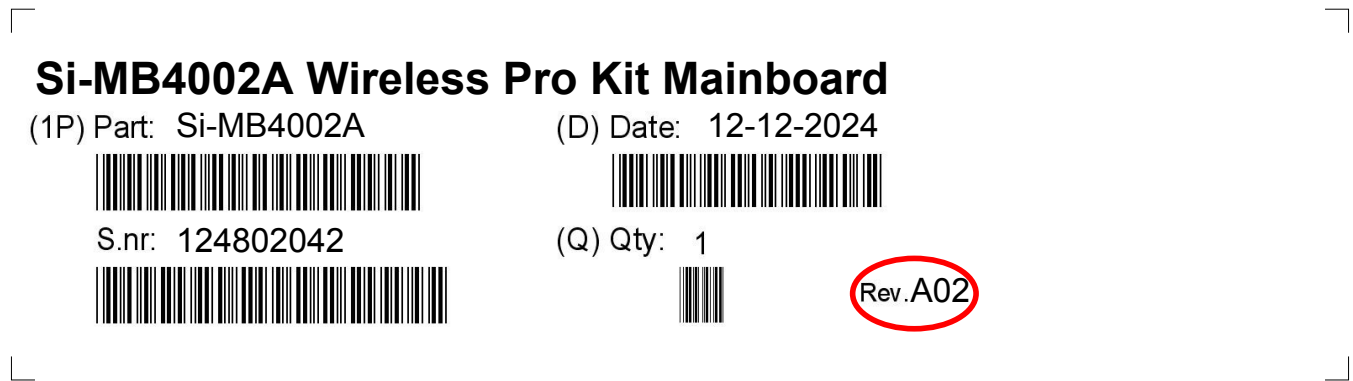 Si-MB4002A Wireless Pro Kit Mainboard
(1P) Part: Si-MB4002A
(D) Date: 12-12-2024
S.nr: 124802042
(Q) Qty: 1
Rev.A02